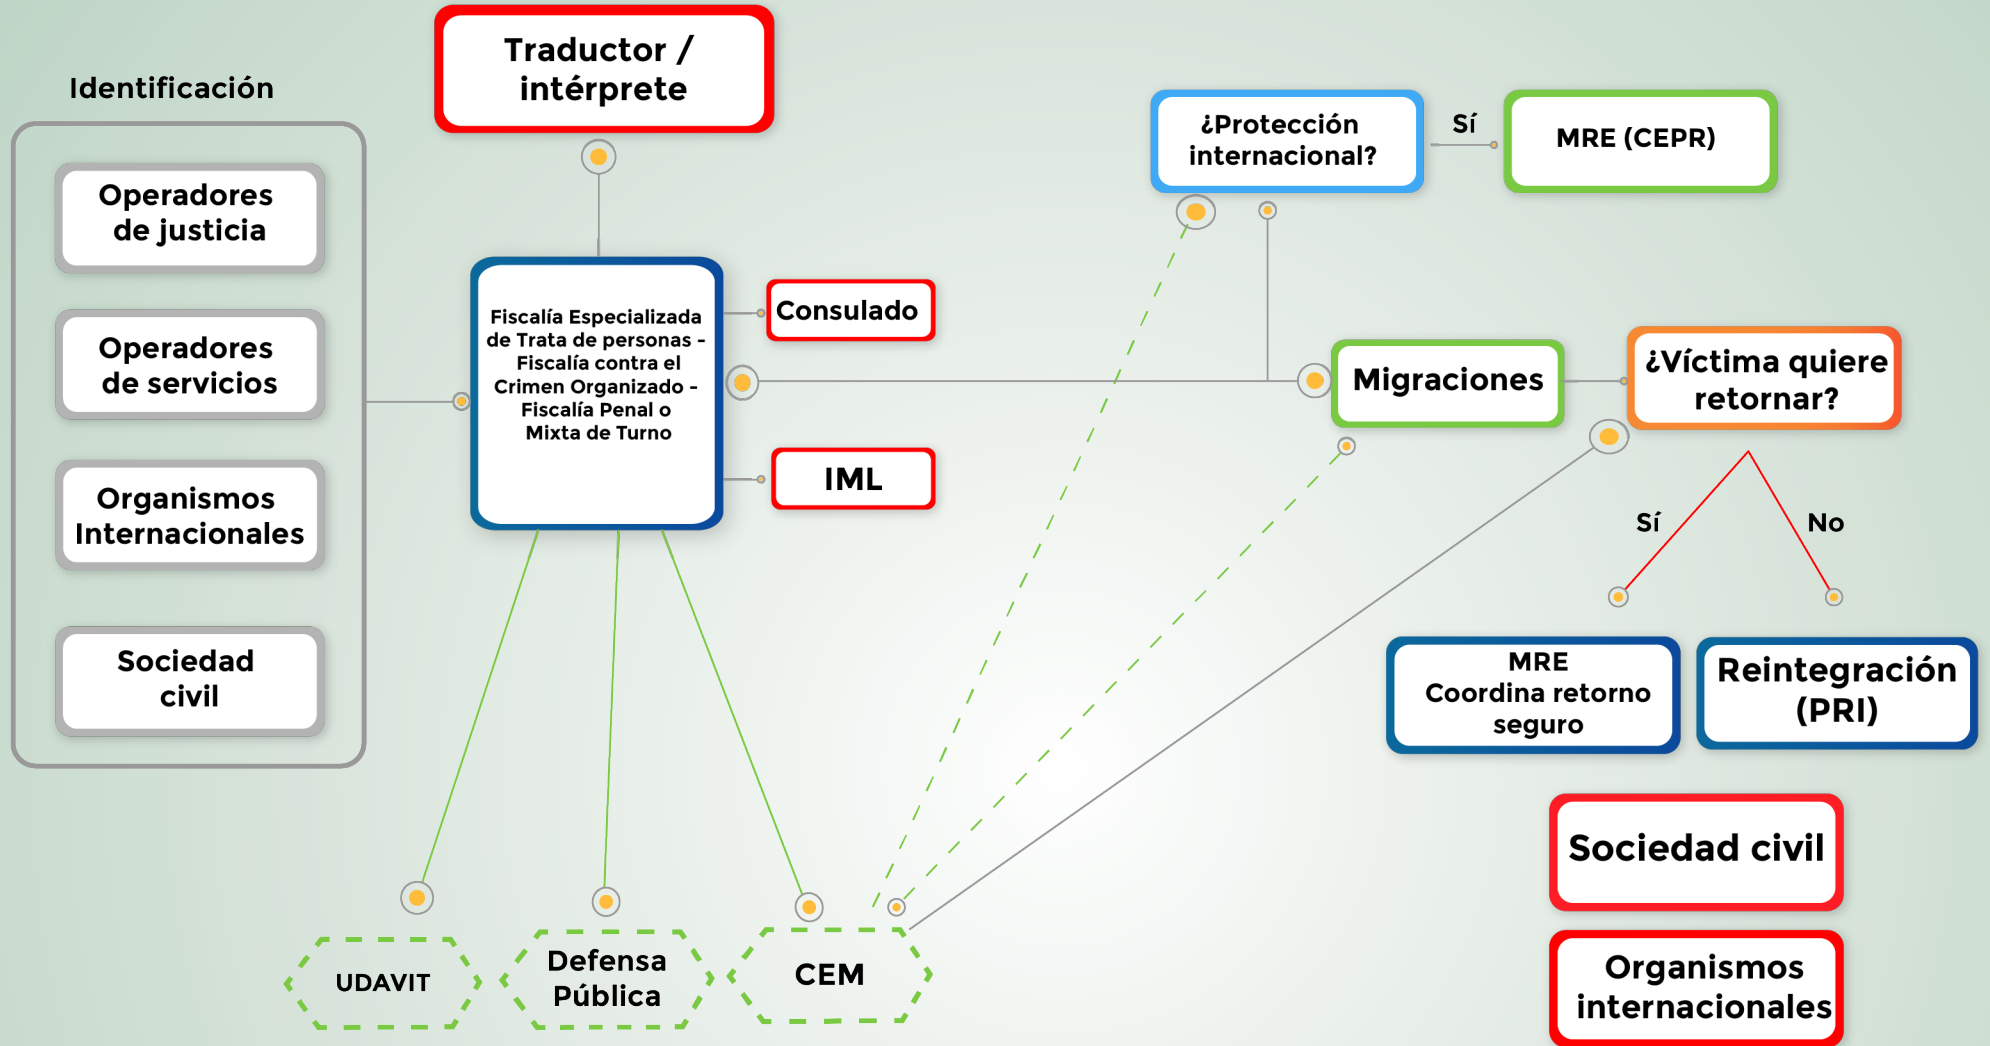 Identificación
Operadores
de justicia
Operadores
de servicios
Organismos
Internacionales
Sociedad
civil
Traductor /
intérprete
Fiscalía Especializada
de Trata de personas -
Fiscalía contra el
Crimen Organizado -
Fiscalía Penal o
Mixta de Turno
Consulado
IML
UDAVIT
Defensa
Pública
CEM
¿Protección
internacional?
Sí
MRE (CEPR)
Migraciones
¿Víctima quiere
retornar?
Sí
No
MRE
Coordina retorno
seguro
Reintegración
(PRI)
Sociedad civil
Organismos
internacionales